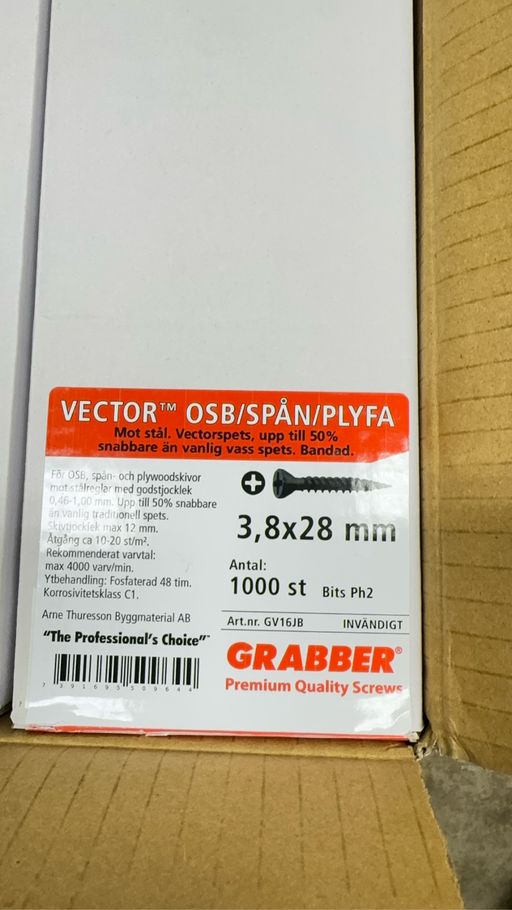 VECTOR™ OSB/SPÅN/PLYFA
Mot stål. Vectorspets, upp till 50%
snabbare än vanlig vass spets. Bandad.
För OSB, spån- och plywoodskivor
mot stålreglar med godstjocklek
0,46-1,00 mm. Upp till 50% snabbare
än vanlig traditionell spets.
Skivtjocklek max 12 mm.
Åtgång ca 10-20 st/m².
Rekommenderat varvtal:
max 4000 varv/min.
Ytbehandling: Fosfaterad 48 tim.
Korrosivitetsklass C1.
Arne Thuresson Byggmaterial AB
"The Professional's Choice"™
7 391695 509644
3,8x28 mm
Antal:
1000 st Bits Ph2
Art.nr. GV16JB INVÄNDIGT
GRABBER®
Premium Quality Screws